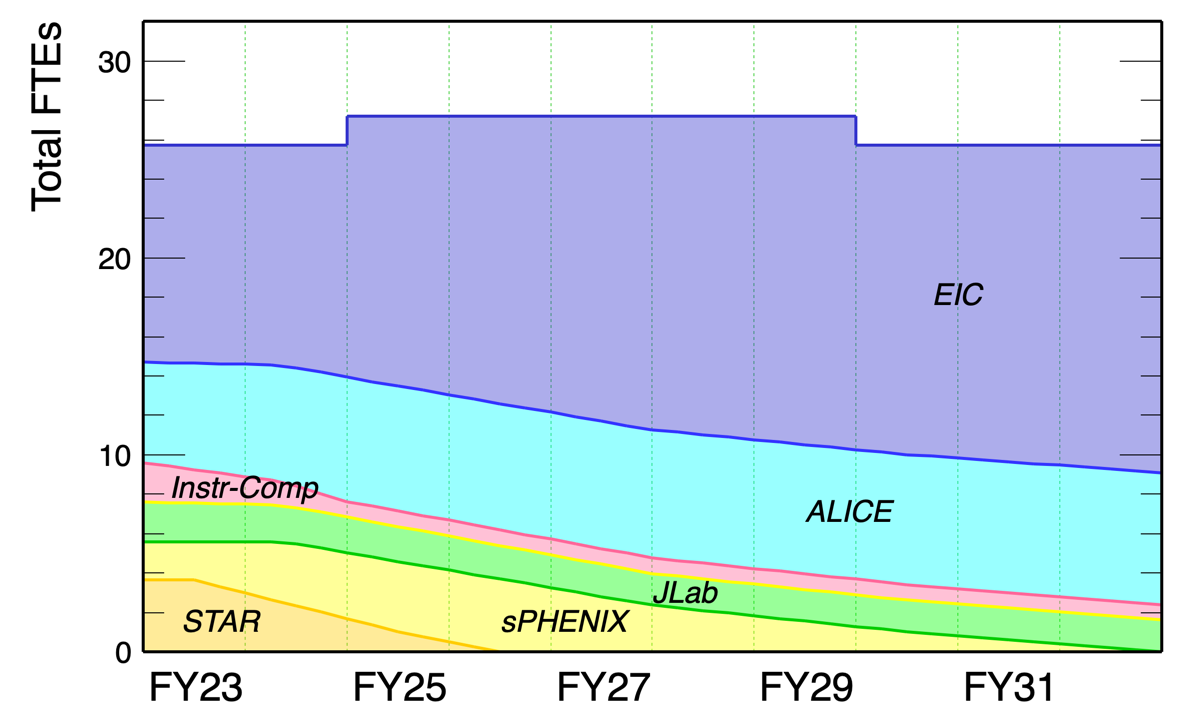 Total FTEs
30
20
10
0
EIC
ALICE
Instr-Comp
JLab
STAR
sPHENIX
FY23
FY25
FY27
FY29
FY31